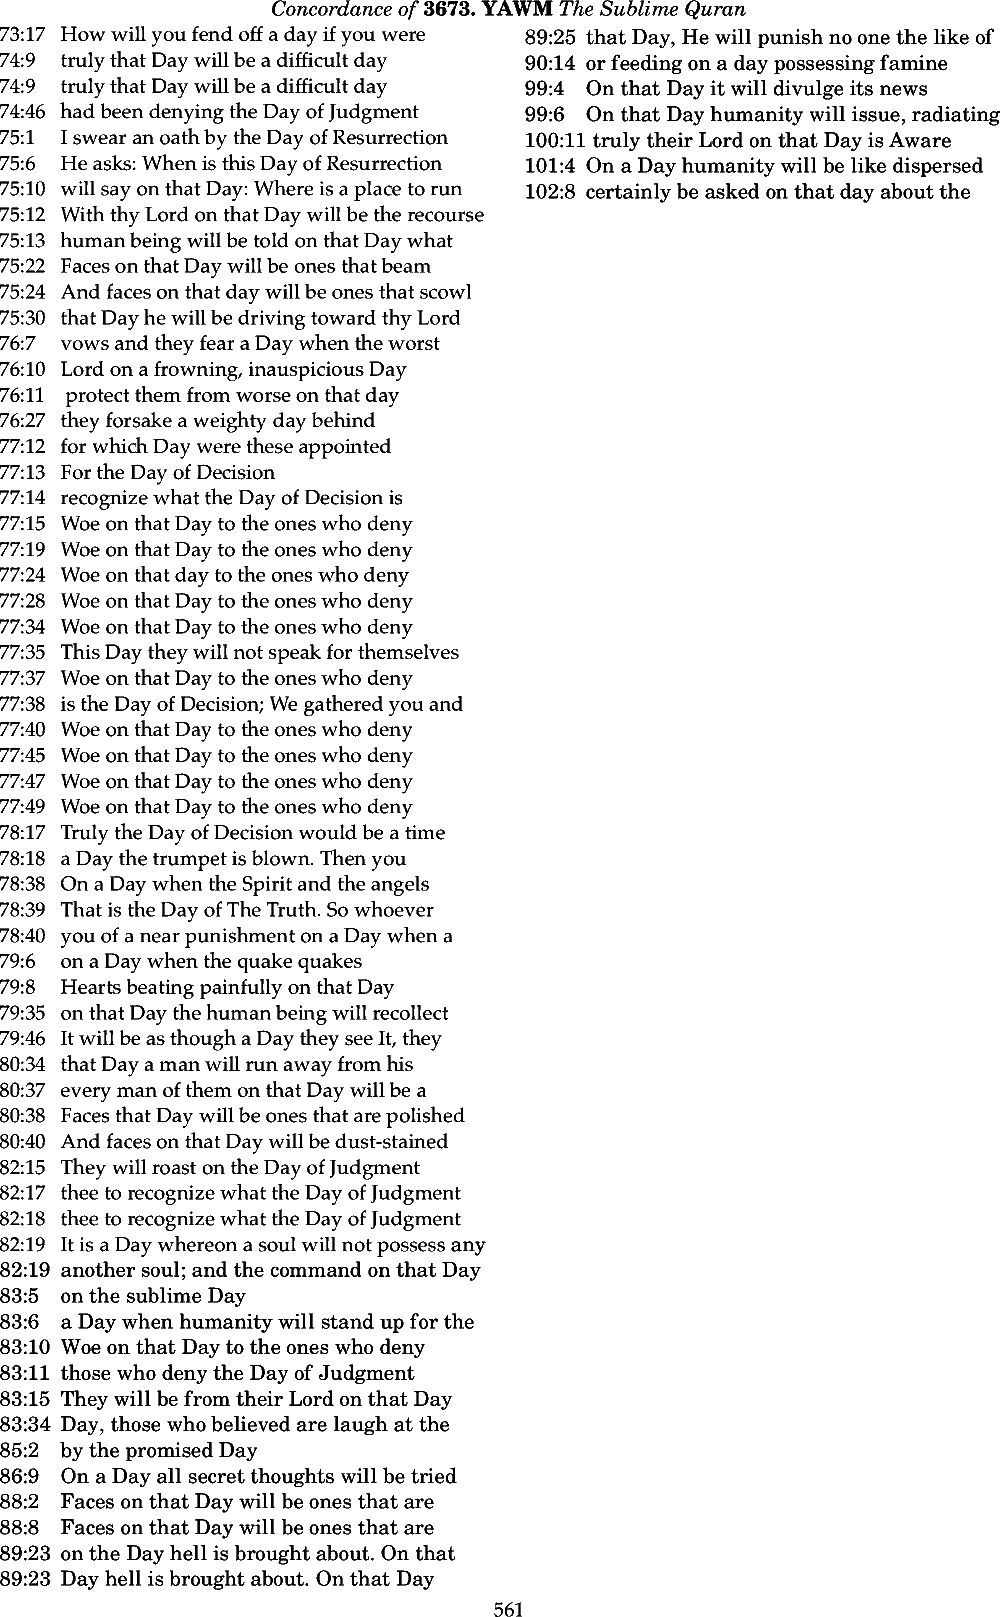 Concordance of 3673. YAWM The Sublime Quran
73:17 How will you fend off a day if you were
74:9 truly that Day will be a difficult day
74:9 truly that Day will be a difficult day
74:46 had been denying the Day of Judgment
75:1 I swear an oath by the Day of Resurrection
75:6 He asks: When is this Day of Resurrection
75:10 will say on that Day: Where is a place to run
75:12 With thy Lord on that Day will be the recourse
75:13 human being will be told on that Day what
75:22 Faces on that Day will be ones that beam
75:24 And faces on that day will be ones that scowl
75:30 that Day he will be driving toward thy Lord
76:7 vows and they fear a Day when the worst
76:10 Lord on a frowning, inauspicious Day
76:11 protect them from worse on that day
76:27 they forsake a weighty day behind
77:12 for which Day were these appointed
77:13 For the Day of Decision
77:14 recognize what the Day of Decision is
77:15 Woe on that Day to the ones who deny
77:19 Woe on that Day to the ones who deny
77:24 Woe on that day to the ones who deny
77:28 Woe on that Day to the ones who deny
77:34 Woe on that Day to the ones who deny
77:35 This Day they will not speak for themselves
77:37 Woe on that Day to the ones who deny
77:38 is the Day of Decision; We gathered you and
77:40 Woe on that Day to the ones who deny
77:45 Woe on that Day to the ones who deny
77:47 Woe on that Day to the ones who deny
77:49 Woe on that Day to the ones who deny
78:17 Truly the Day of Decision would be a time
78:18 a Day the trumpet is blown. Then you
78:38 On a Day when the Spirit and the angels
78:39 That is the Day of The Truth. So whoever
78:40 you of a near punishment on a Day when a
79:6 on a Day when the quake quakes
79:8 Hearts beating painfully on that Day
79:35 on that Day the human being will recollect
79:46 It will be as though a Day they see It, they
80:34 that Day a man will run away from his
80:37 every man of them on that Day will be a
80:38 Faces that Day will be ones that are polished
80:40 And faces on that Day will be dust-stained
82:15 They will roast on the Day of Judgment
82:17 thee to recognize what the Day of Judgment
82:18 thee to recognize what the Day of Judgment
82:19 It is a Day whereon a soul will not possess any
82:19 another soul; and the command on that Day
83:5 on the sublime Day
83:6 a Day when humanity will stand up for the
83:10 Woe on that Day to the ones who deny
83:11 those who deny the Day of Judgment
83:15 They will be from their Lord on that Day
83:34 Day, those who believed are laugh at the
85:2 by the promised Day
86:9 On a Day all secret thoughts will be tried
88:2 Faces on that Day will be ones that are
88:8 Faces on that Day will be ones that are
89:23 on the Day hell is brought about. On that
89:23 Day hell is brought about. On that Day
89:25 that Day, He will punish no one the like of
90:14 or feeding on a day possessing famine
99:4 On that Day it will divulge its news
99:6 On that Day humanity will issue, radiating
100:11 truly their Lord on that Day is Aware
101:4 On a Day humanity will be like dispersed
102:8 certainly be asked on that day about the
561